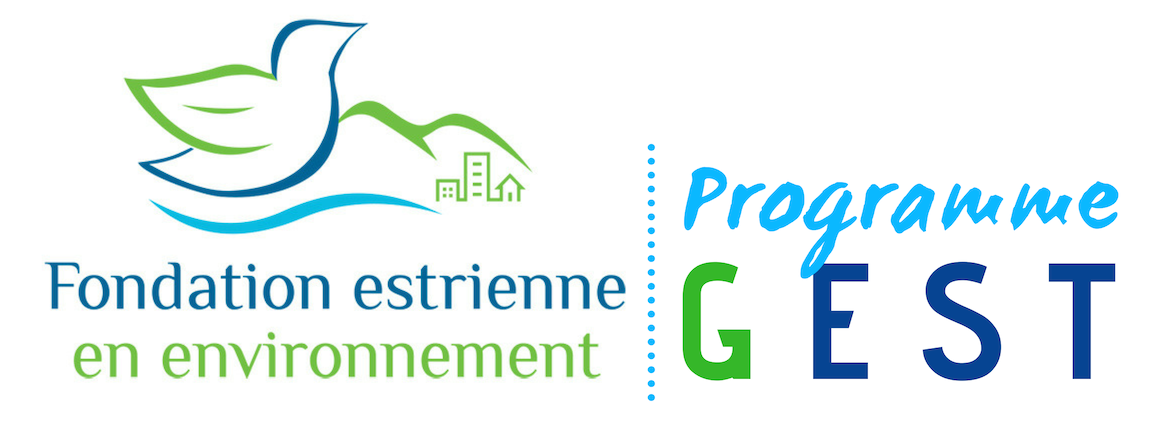 Fondation estrienne
en environnement
Programme
GEST